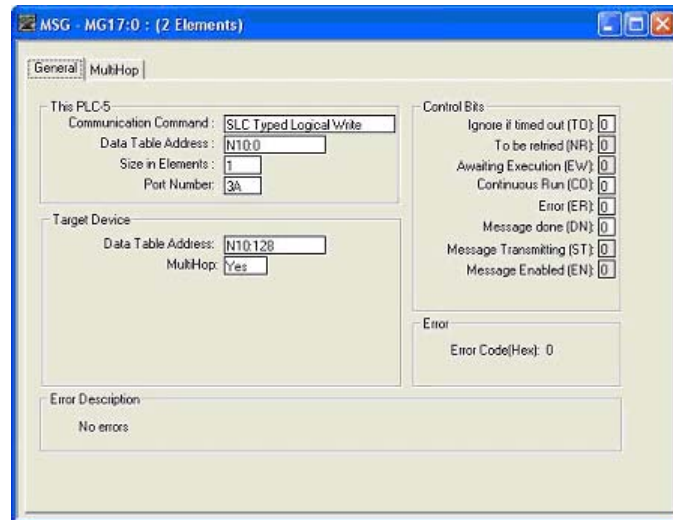 MSG - MG17:0 : (2 Elements)
General MultiHop
This PLC-5
Communication Command : SLC Typed Logical Write
Data Table Address : N10:0
Size in Elements : 1
Port Number: 3A
Target Device
Data Table Address: N10:128
MultiHop: Yes
Control Bits
Ignore if timed out (TO): 0
To be retried (NR): 0
Awaiting Execution (EW): 0
Continuous Run (CO): 0
Error (ER): 0
Message done (DN): 0
Message Transmitting (ST): 0
Message Enabled (EN): 0
Error
Error Code(Hex): 0
Error Description
No errors